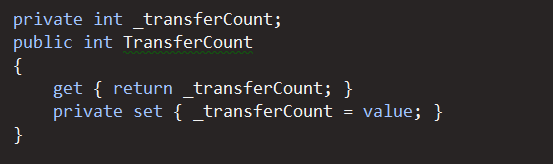 private int _transferCount;
public int TransferCount
{
    get { return _transferCount; }
    private set { _transferCount = value; }
}